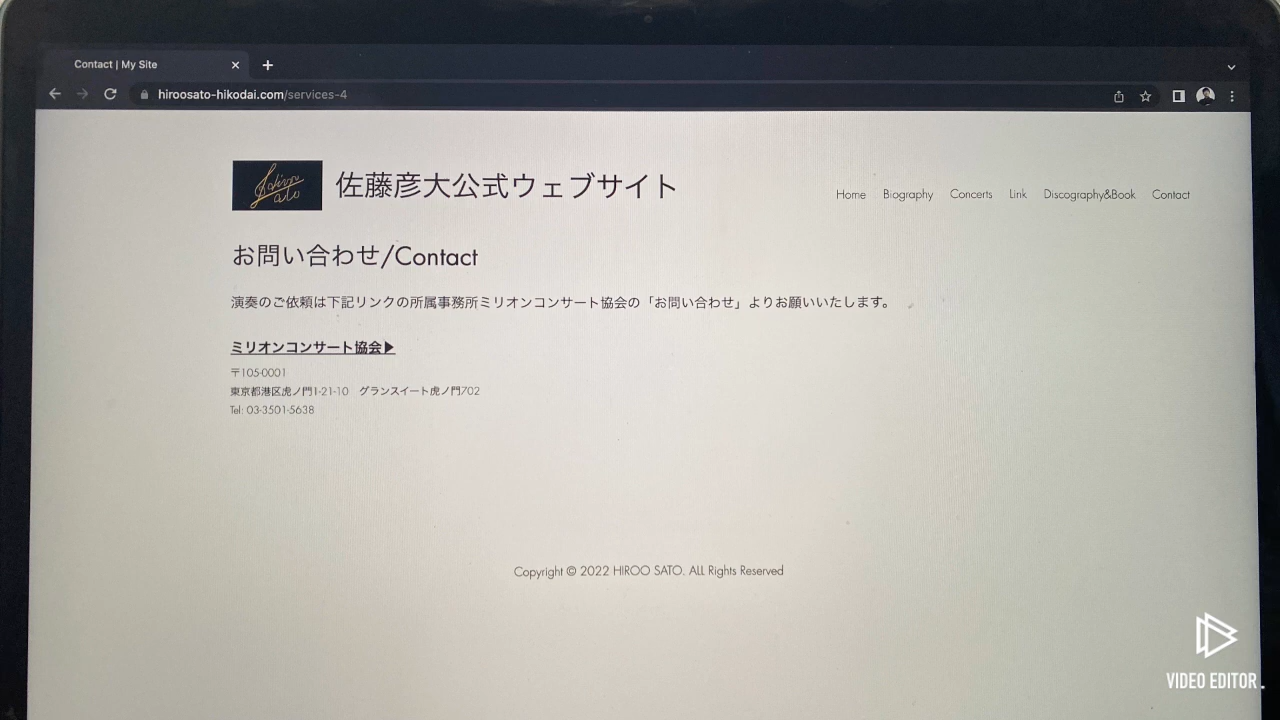 Contact | My Site
hiroosato-hikodai.com/services-4
Hiroo Sato
佐藤彦大公式ウェブサイト
Home Biography Concerts Link Discography&Book Contact
お問い合わせ/Contact
演奏のご依頼は下記リンクの所属事務所ミリオンコンサート協会の「お問い合わせ」よりお願いいたします。
ミリオンコンサート協会▶
〒105-0001
東京都港区虎ノ門1-21-10 グランスイート虎ノ門702
Tel: 03-3501-5638
Copyright © 2022 HIROO SATO. ALL Rights Reserved
VIDEO EDITOR.